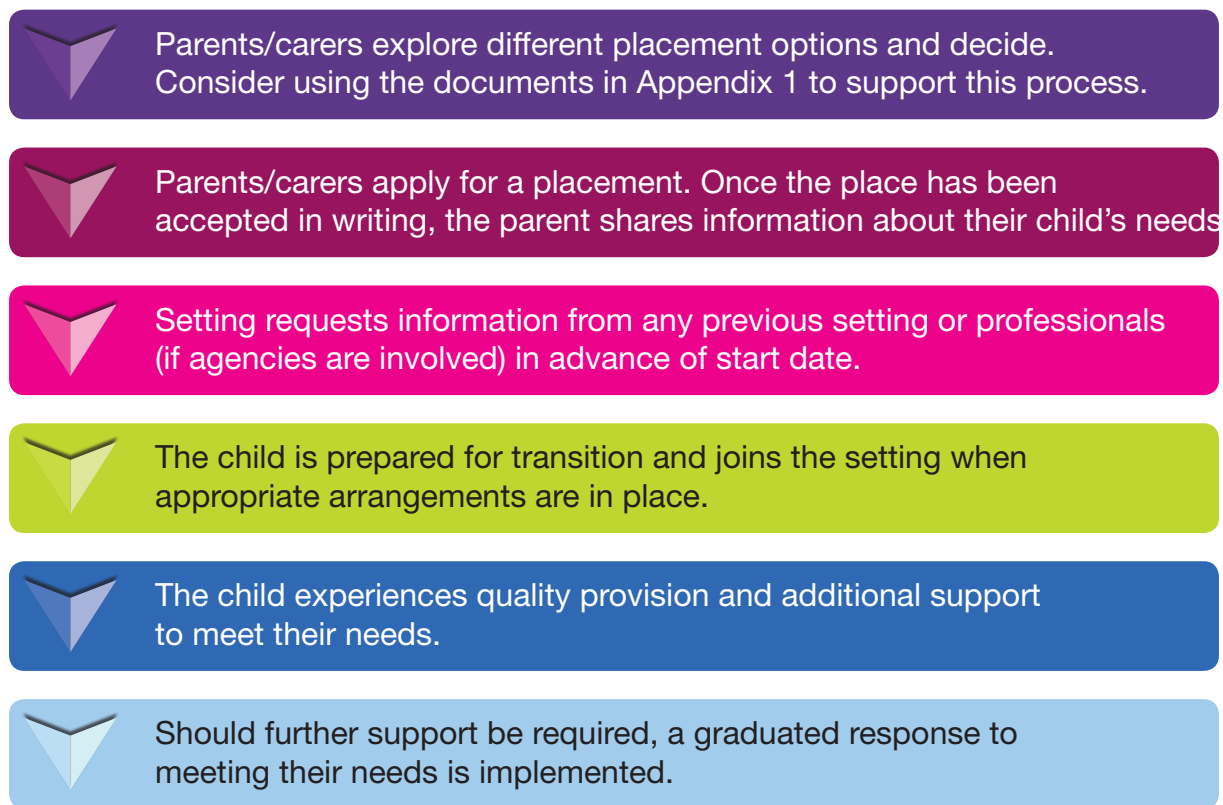 Parents/carers explore different placement options and decide.
Consider using the documents in Appendix 1 to support this process.
Parents/carers apply for a placement. Once the place has been
accepted in writing, the parent shares information about their child’s needs
Setting requests information from any previous setting or professionals
(if agencies are involved) in advance of start date.
The child is prepared for transition and joins the setting when
appropriate arrangements are in place.
The child experiences quality provision and additional support
to meet their needs.
Should further support be required, a graduated response to
meeting their needs is implemented.